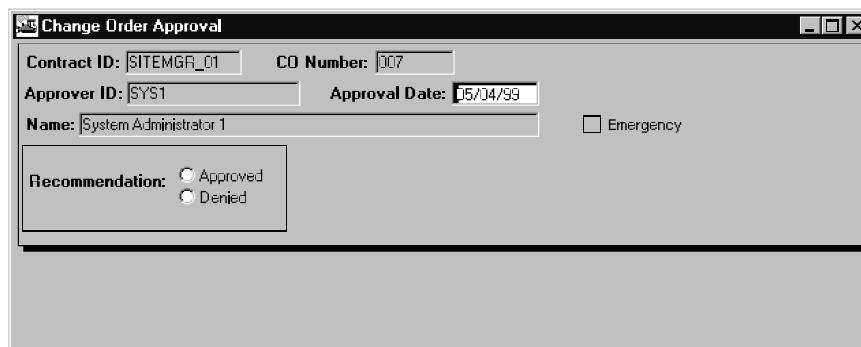 Change Order Approval
Contract ID: SITEMGR_01 CO Number: 007
Approver ID: SYS1 Approval Date: 05/04/99
Name: System Administrator 1 Emergency
Recommendation: Approved
Denied